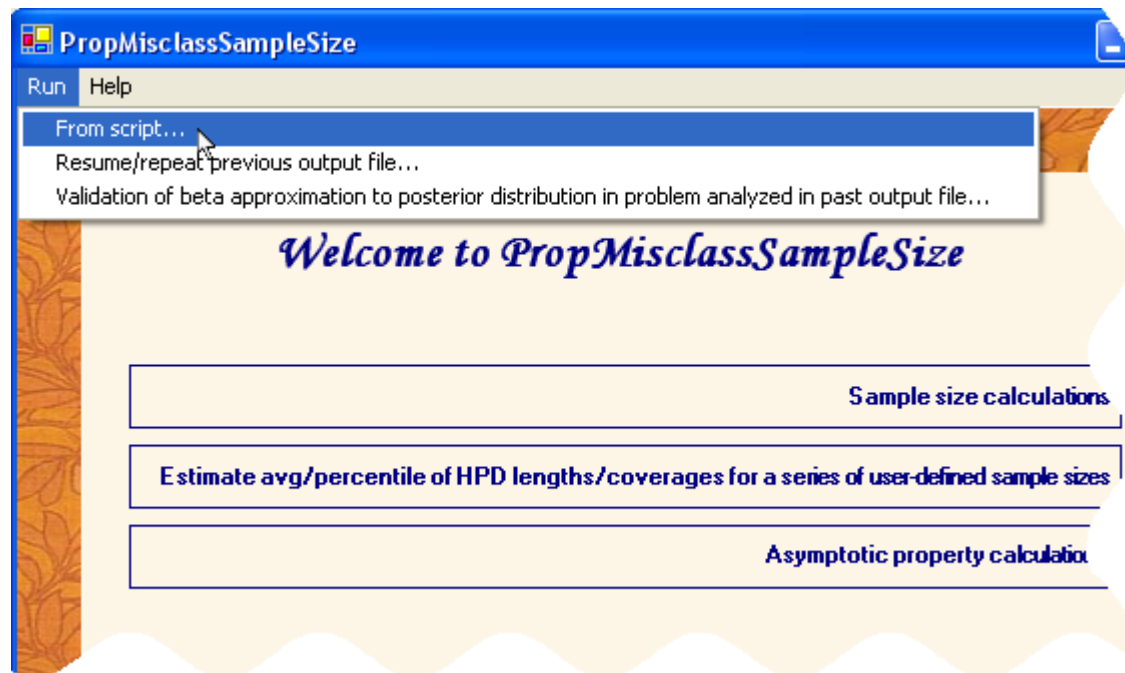 PropMisclassSampleSize
Run Help
From script...
Resume/repeat previous output file...
Validation of beta approximation to posterior distribution in problem analyzed in past output file...
Welcome to PropMisclassSampleSize
Sample size calculations
Estimate avg/percentile of HPD lengths/coverages for a series of user-defined sample sizes
Asymptotic property calculation